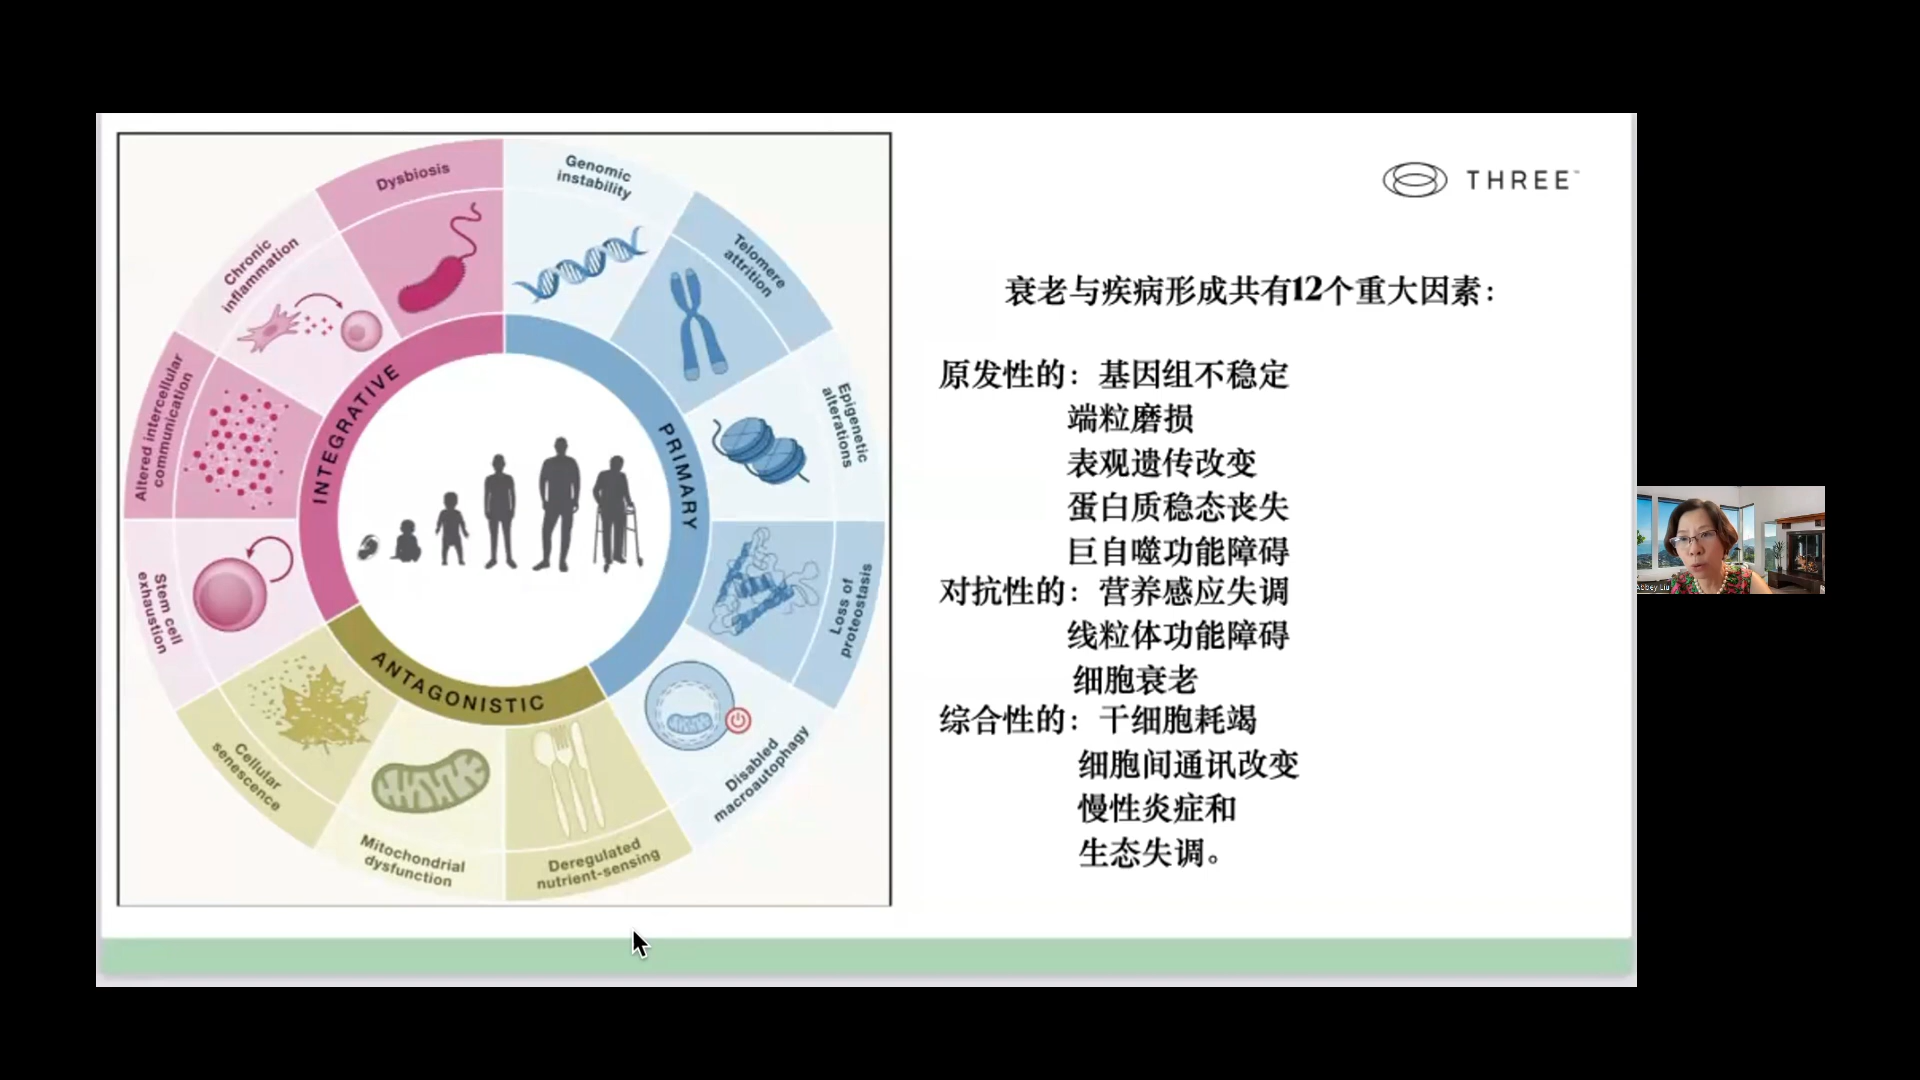 Dysbiosis
Genomic
instability
Telomere
attrition
Epigenetic
alterations
Loss of
proteostasis
Disabled
macroautophagy
Deregulated
nutrient-sensing
Mitochondrial
dysfunction
Cellular
senescence
Stem cell
exhaustion
Altered intercellular
communication
Chronic
inflammation
INTEGRATIVE
PRIMARY
ANTAGONISTIC
THREE™
衰老与疾病形成共有12个重大因素：
原发性的：基因组不稳定
端粒磨损
表观遗传改变
蛋白质稳态丧失
巨自噬功能障碍
对抗性的：营养感应失调
线粒体功能障碍
细胞衰老
综合性的：干细胞耗竭
细胞间通讯改变
慢性炎症和
生态失调。
Abbey Liu